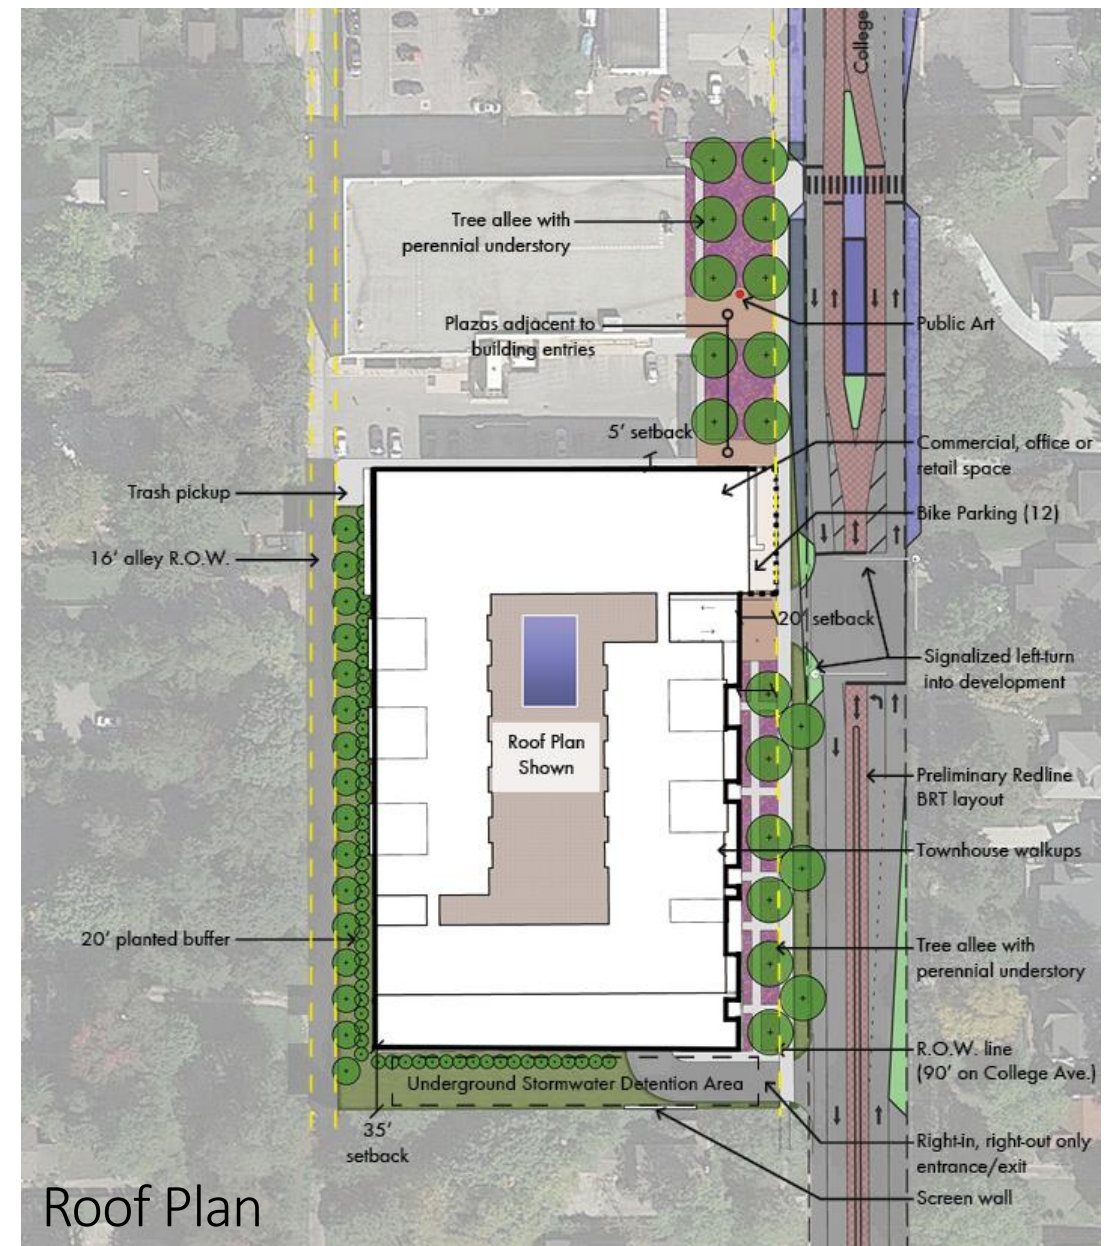 College
Tree allee with
perennial understory
Plazas adjacent to
building entries
Public Art
5' setback
Commercial, office or
retail space
Trash pickup
Bike Parking (12)
16' alley R.O.W.
20' setback
Signalized left-turn
into development
Roof Plan
Shown
Preliminary Redline
BRT layout
Townhouse walkups
20' planted buffer
Tree allee with
perennial understory
R.O.W. line
(90' on College Ave.)
Underground Stormwater Detention Area
35'
setback
Right-in, right-out only
entrance/exit
Screen wall
Roof Plan